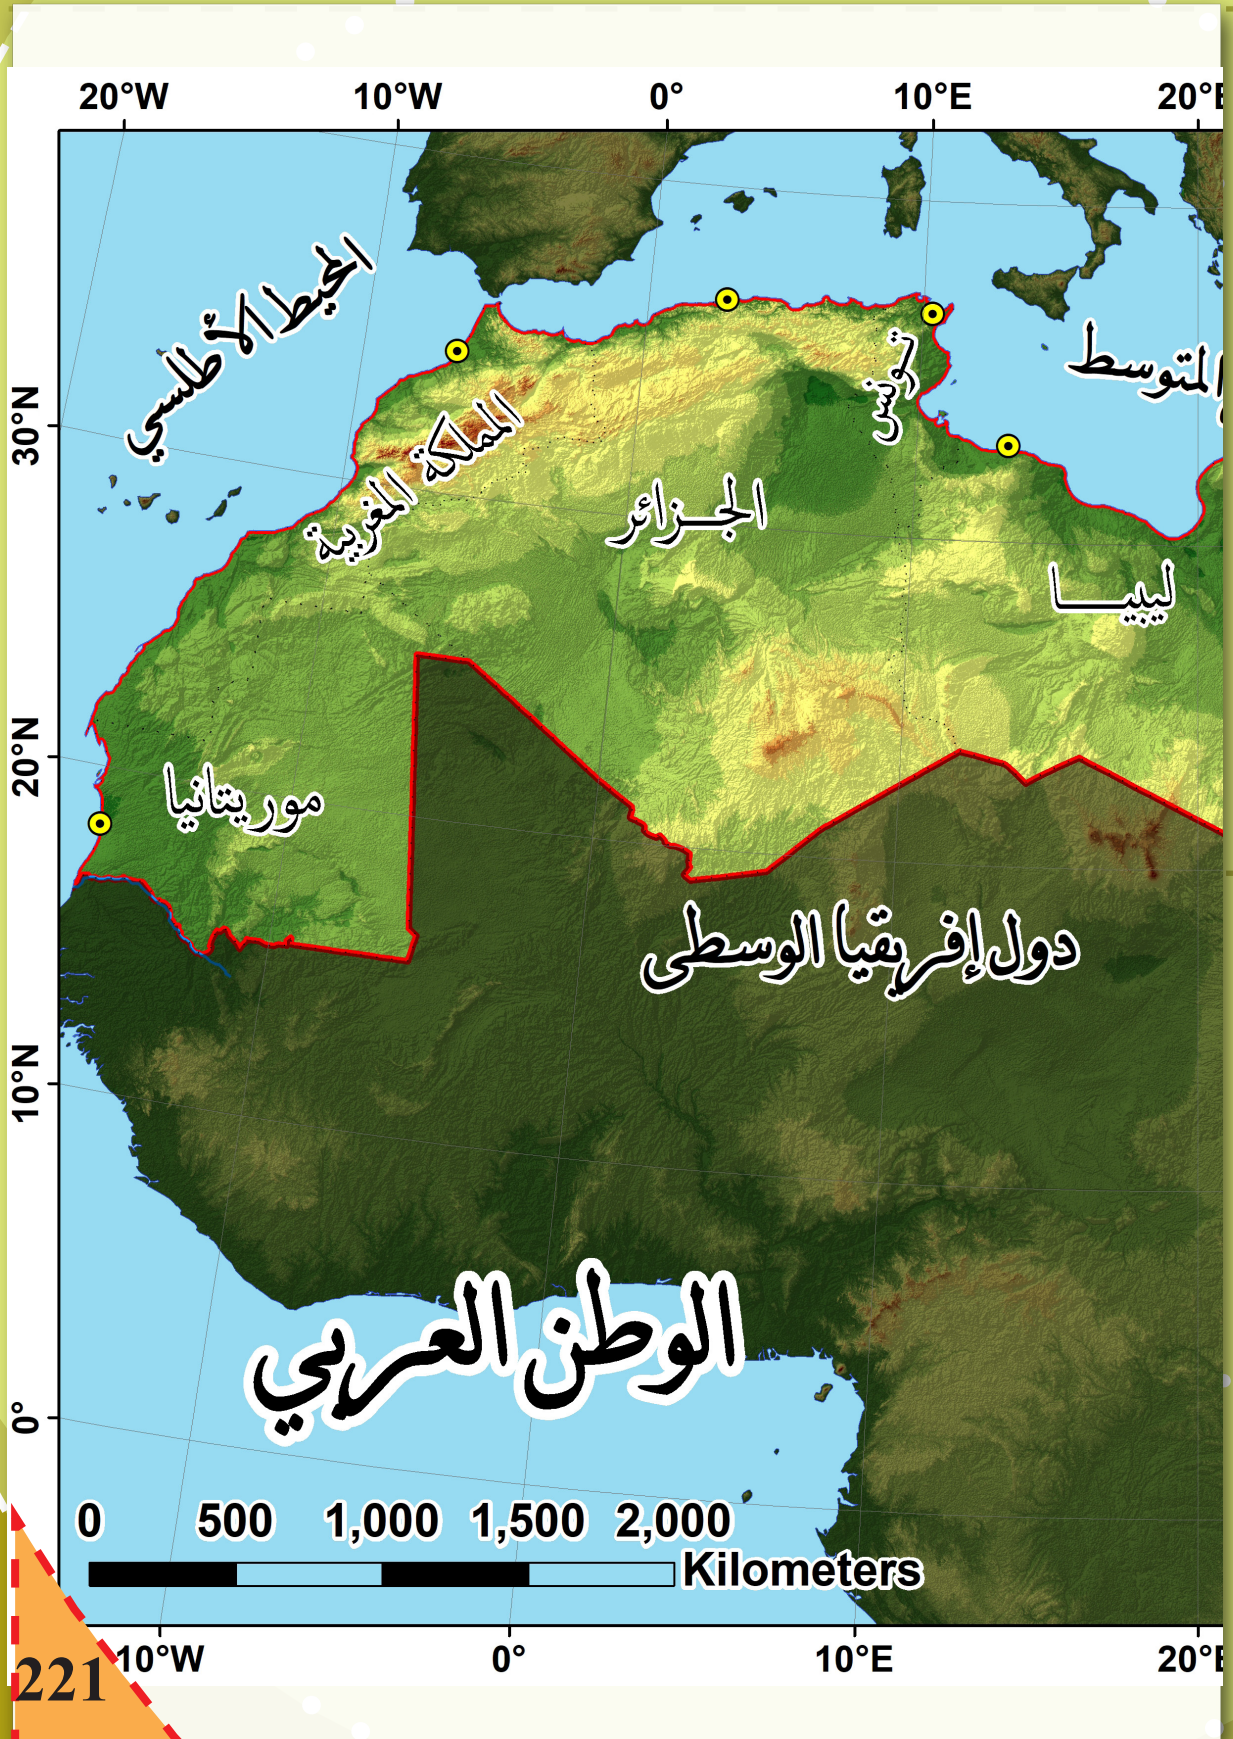 20°W 10°W 0° 10°E 20°E
المحيط الأطلسي
المتوسط
30°N
تونس
المملكة المغربية
الجزائر
ليبيا
20°N
موريتانيا
دول إفريقيا الوسطى
10°N
الوطن العربي
0°
0 500 1,000 1,500 2,000
Kilometers
10°W 0° 10°E 20°E
221